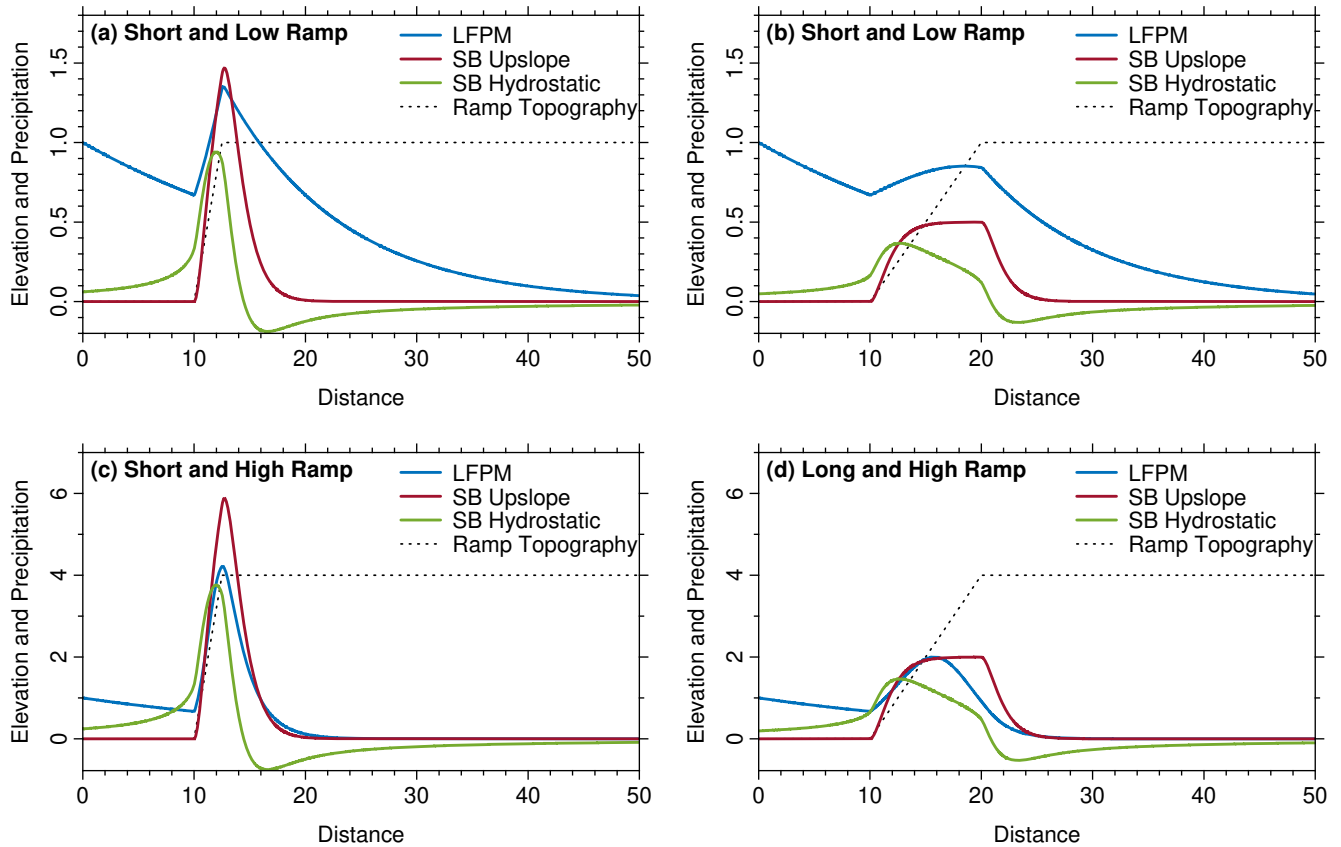 (a) Short and Low Ramp
LFPM
SB Upslope
SB Hydrostatic
Ramp Topography
Elevation and Precipitation
0.0
0.5
1.0
1.5
0 10 20 30 40 50
Distance
(b) Short and Low Ramp
LFPM
SB Upslope
SB Hydrostatic
Ramp Topography
Elevation and Precipitation
0.0
0.5
1.0
1.5
0 10 20 30 40 50
Distance
(c) Short and High Ramp
LFPM
SB Upslope
SB Hydrostatic
Ramp Topography
Elevation and Precipitation
0
2
4
6
0 10 20 30 40 50
Distance
(d) Long and High Ramp
LFPM
SB Upslope
SB Hydrostatic
Ramp Topography
Elevation and Precipitation
0
2
4
6
0 10 20 30 40 50
Distance